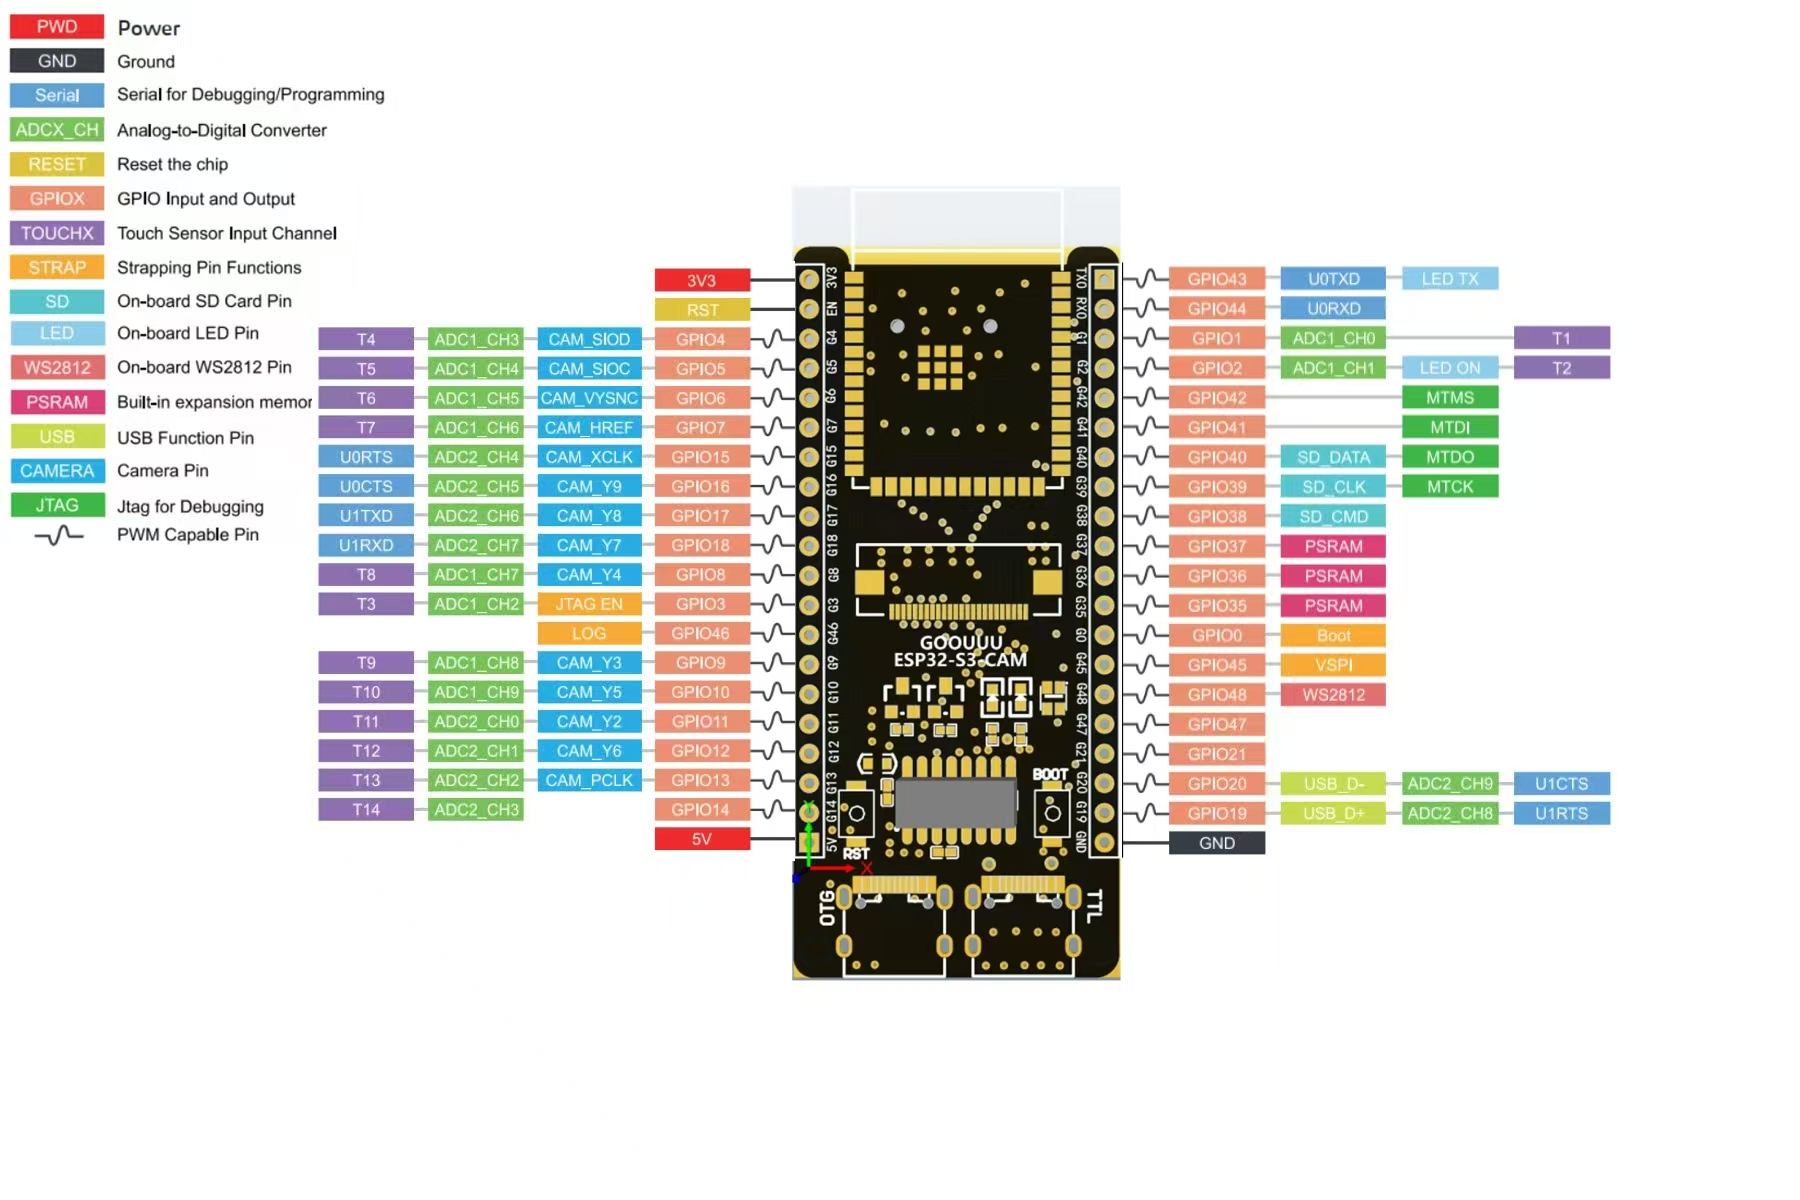 PWD Power
GND Ground
Serial Serial for Debugging/Programming
ADCX_CH Analog-to-Digital Converter
RESET Reset the chip
GPIOX GPIO Input and Output
TOUCHX Touch Sensor Input Channel
STRAP Strapping Pin Functions
SD On-board SD Card Pin
LED On-board LED Pin
WS2812 On-board WS2812 Pin
PSRAM Built-in expansion memor
USB USB Function Pin
CAMERA Camera Pin
JTAG Jtag for Debugging
PWM Capable Pin
3V3 3V3
RST EN
T4 ADC1_CH3 CAM_SIOD GPIO4 G4
T5 ADC1_CH4 CAM_SIOC GPIO5 G5
T6 ADC1_CH5 CAM_VYSNC GPIO6 G6
T7 ADC1_CH6 CAM_HREF GPIO7 G7
U0RTS ADC2_CH4 CAM_XCLK GPIO15 G15
U0CTS ADC2_CH5 CAM_Y9 GPIO16 G16
U1TXD ADC2_CH6 CAM_Y8 GPIO17 G17
U1RXD ADC2_CH7 CAM_Y7 GPIO18 G18
T8 ADC1_CH7 CAM_Y4 GPIO8 G8
T3 ADC1_CH2 JTAG EN GPIO3 G3
LOG GPIO46 G46
T9 ADC1_CH8 CAM_Y3 GPIO9 G9
T10 ADC1_CH9 CAM_Y5 GPIO10 G10
T11 ADC2_CH0 CAM_Y2 GPIO11 G11
T12 ADC2_CH1 CAM_Y6 GPIO12 G12
T13 ADC2_CH2 CAM_PCLK GPIO13 G13
T14 ADC2_CH3 GPIO14 G14
5V 5V
GOOUUU
ESP32-S3-CAM
BOOT
RST
Y
X
OTG
TTL
TX0 GPIO43 U0TXD LED TX
RX0 GPIO44 U0RXD
G1 GPIO1 ADC1_CH0 T1
G2 GPIO2 ADC1_CH1 LED ON T2
G42 GPIO42 MTMS
G41 GPIO41 MTDI
G40 GPIO40 SD_DATA MTDO
G39 GPIO39 SD_CLK MTCK
G38 GPIO38 SD_CMD
G37 GPIO37 PSRAM
G36 GPIO36 PSRAM
G35 GPIO35 PSRAM
G0 GPIO0 Boot
G45 GPIO45 VSPI
G48 GPIO48 WS2812
G47 GPIO47
G21 GPIO21
G20 GPIO20 USB_D- ADC2_CH9 U1CTS
G19 GPIO19 USB_D+ ADC2_CH8 U1RTS
GND GND